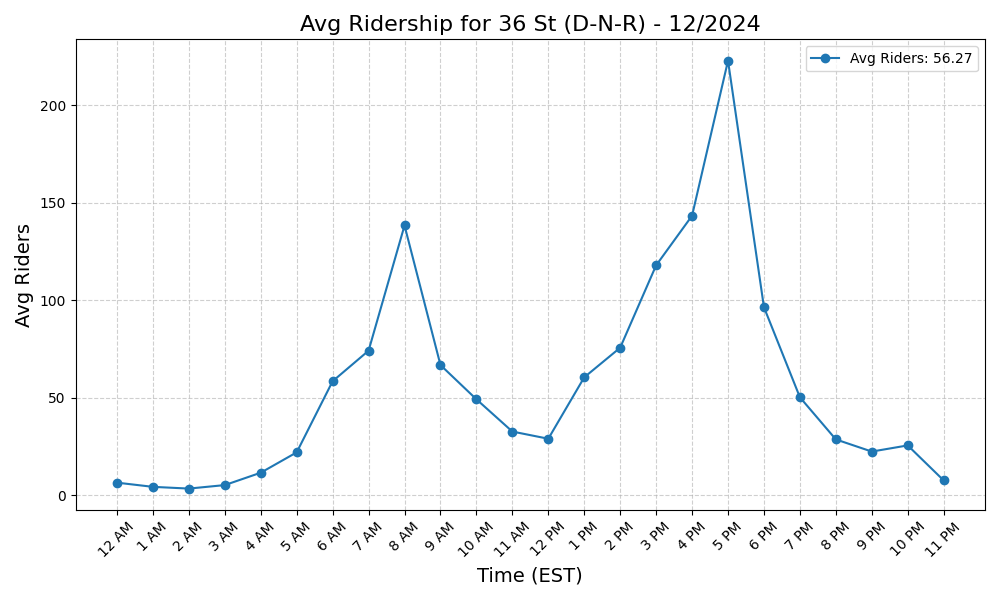 Avg Ridership for 36 St (D-N-R) - 12/2024
Avg Riders: 56.27
200
150
100
50
0
Avg Riders
12 AM
1 AM
2 AM
3 AM
4 AM
5 AM
6 AM
7 AM
8 AM
9 AM
10 AM
11 AM
12 PM
1 PM
2 PM
3 PM
4 PM
5 PM
6 PM
7 PM
8 PM
9 PM
10 PM
11 PM
Time (EST)